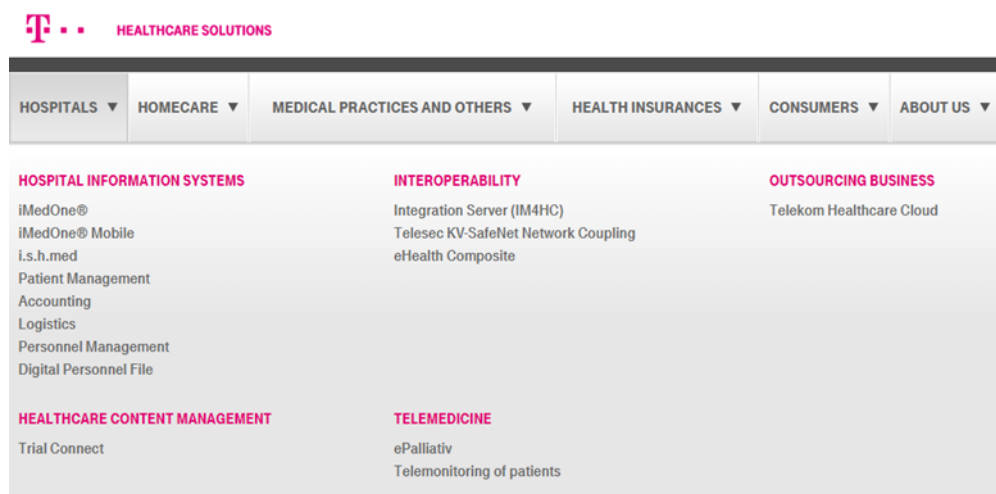 T HEALTHCARE SOLUTIONS
HOSPITALS ▼ HOMECARE ▼ MEDICAL PRACTICES AND OTHERS ▼ HEALTH INSURANCES ▼ CONSUMERS ▼ ABOUT US ▼
HOSPITAL INFORMATION SYSTEMS
iMedOne®
iMedOne® Mobile
i.s.h.med
Patient Management
Accounting
Logistics
Personnel Management
Digital Personnel File
INTEROPERABILITY
Integration Server (IM4HC)
Telesec KV-SafeNet Network Coupling
eHealth Composite
OUTSOURCING BUSINESS
Telekom Healthcare Cloud
HEALTHCARE CONTENT MANAGEMENT
Trial Connect
TELEMEDICINE
ePalliativ
Telemonitoring of patients